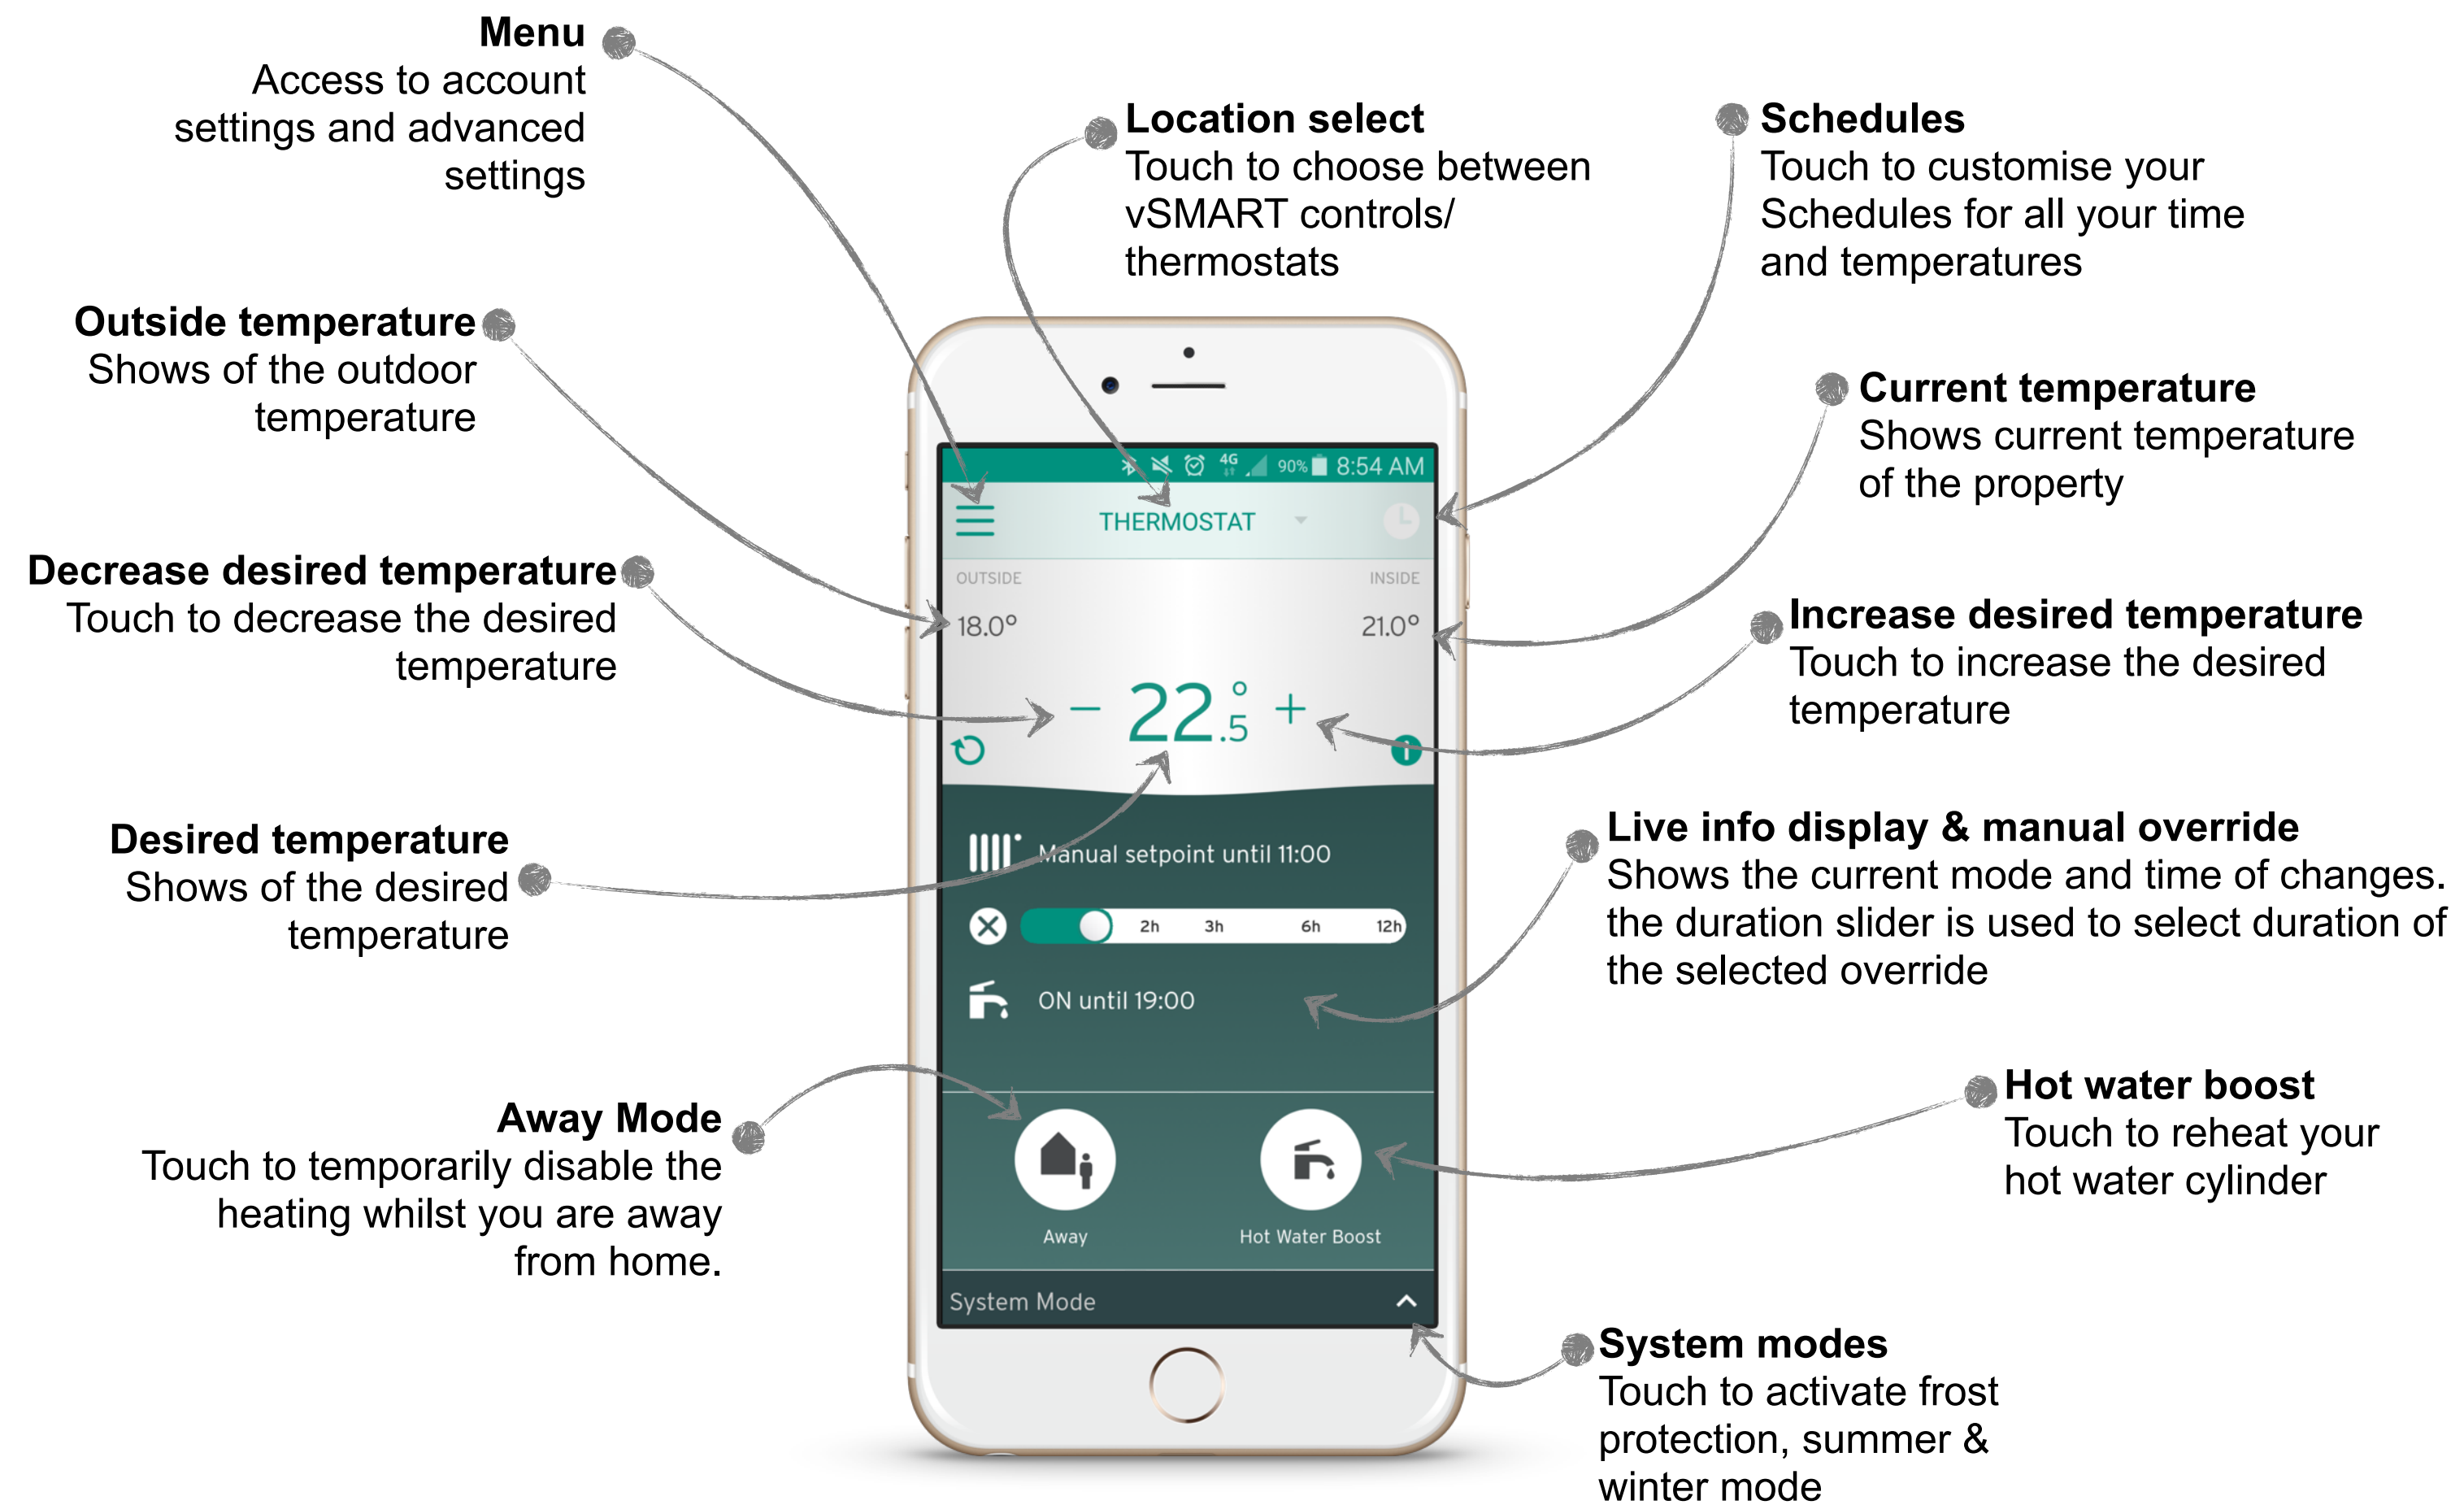 Menu
Access to account
settings and advanced
settings
Location select
Touch to choose between
vSMART controls/
thermostats
Schedules
Touch to customise your
Schedules for all your time
and temperatures
Outside temperature
Shows of the outdoor
temperature
Current temperature
Shows current temperature
of the property
Decrease desired temperature
Touch to decrease the desired
temperature
Increase desired temperature
Touch to increase the desired
temperature
Desired temperature
Shows of the desired
temperature
Live info display & manual override
Shows the current mode and time of changes.
the duration slider is used to select duration of
the selected override
Away Mode
Touch to temporarily disable the
heating whilst you are away
from home.
Hot water boost
Touch to reheat your
hot water cylinder
System modes
Touch to activate frost
protection, summer &
winter mode
4G 90% 8:54 AM
THERMOSTAT
OUTSIDE INSIDE
18.0° 21.0°
− 22.5° +
Manual setpoint until 11:00
2h 3h 6h 12h
ON until 19:00
Away Hot Water Boost
System Mode